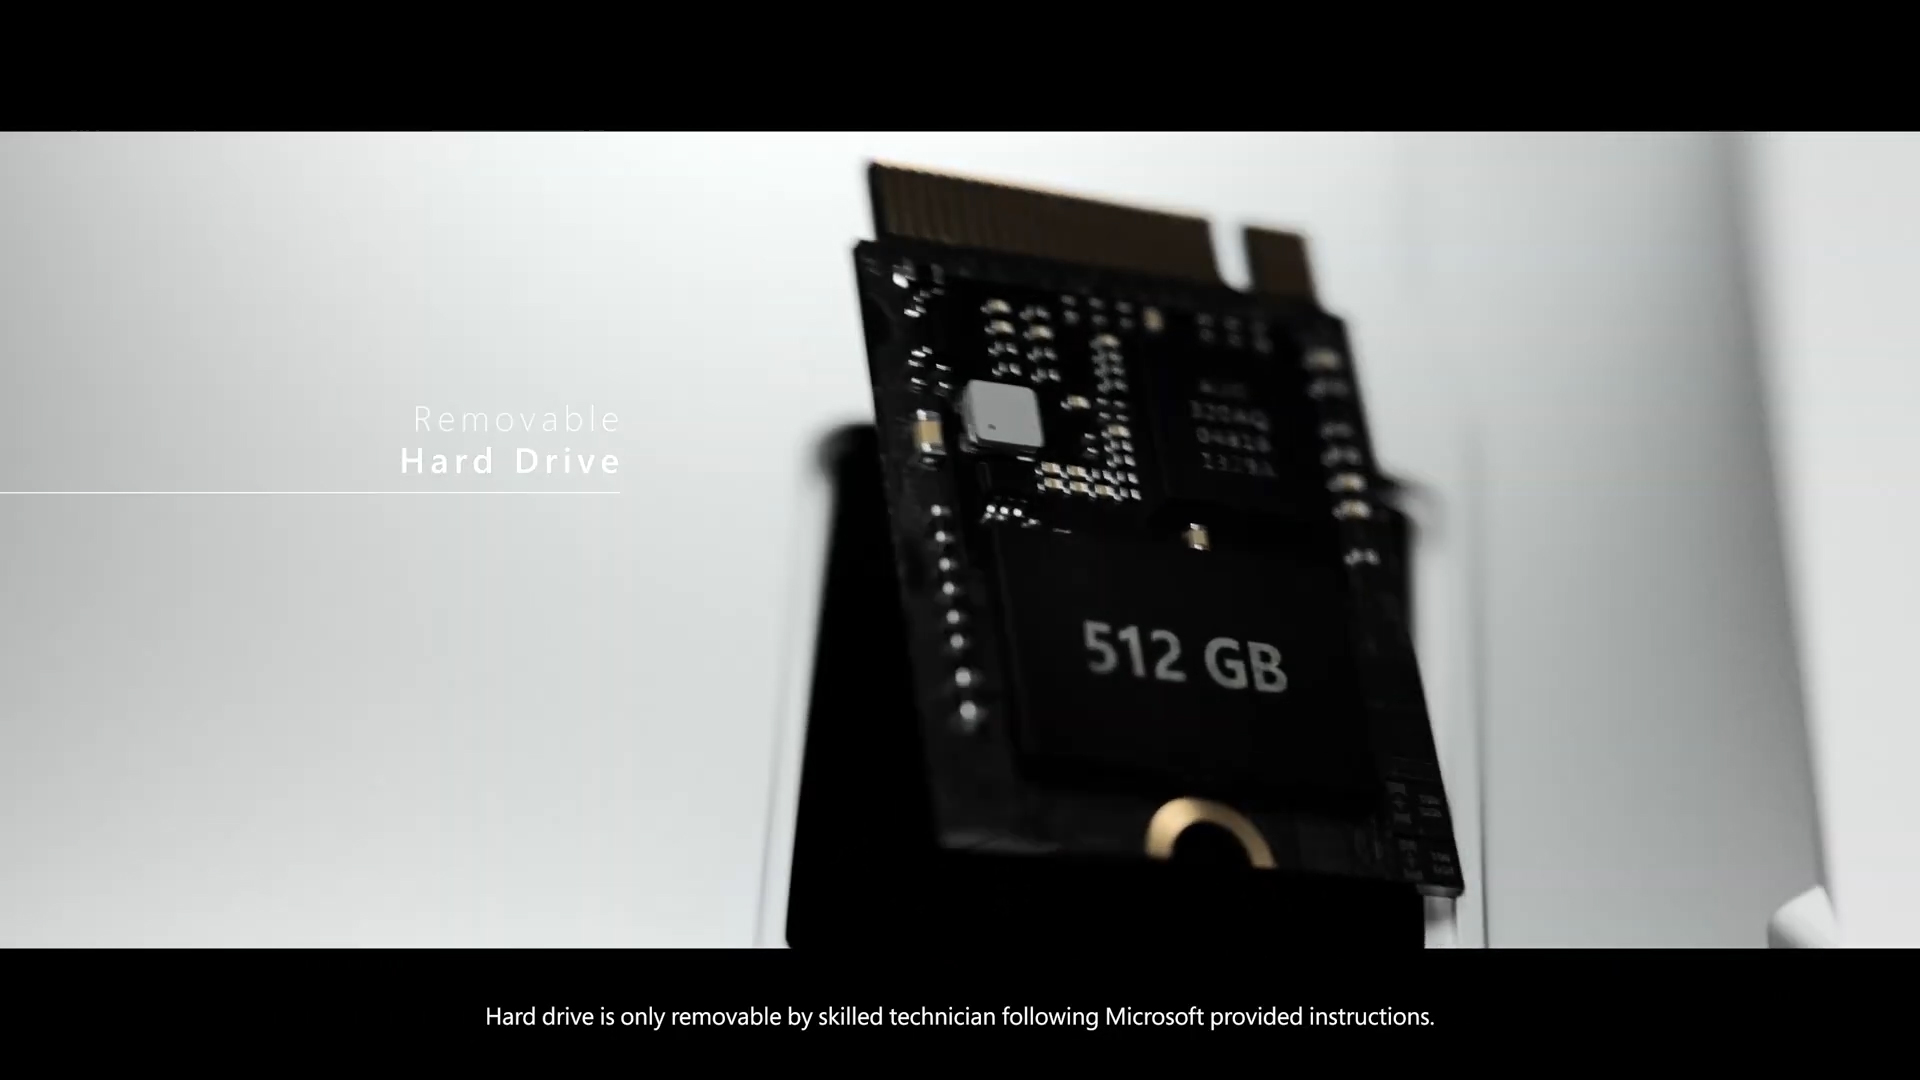 Removable
Hard Drive
512 GB
Hard drive is only removable by skilled technician following Microsoft provided instructions.